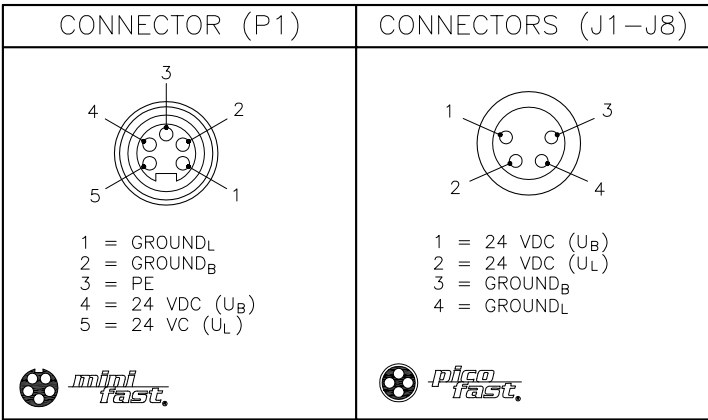 CONNECTOR (P1)
3
4
2
5
1
1 = GROUNDL
2 = GROUNDB
3 = PE
4 = 24 VDC (UB)
5 = 24 VC (UL)
mini
fast.
CONNECTORS (J1-J8)
1
3
2
4
1 = 24 VDC (UB)
2 = 24 VDC (UL)
3 = GROUNDB
4 = GROUNDL
pico
fast.